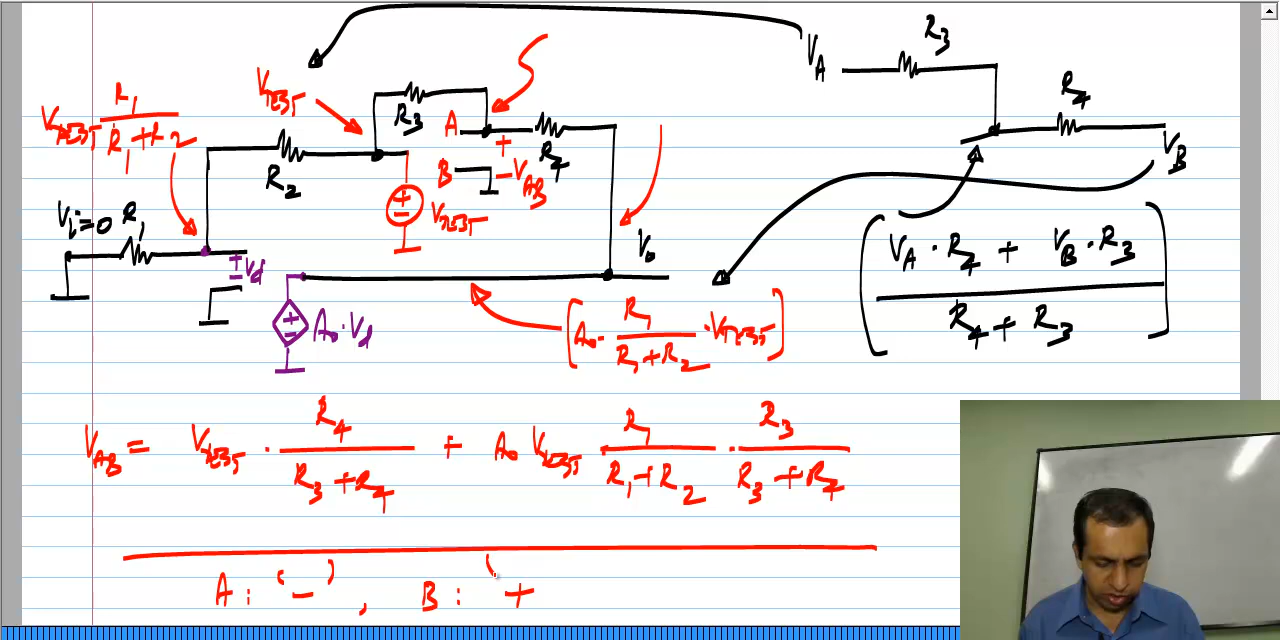 V_A R_3
V_TEST R_3 A + R_4 R_4 V_B
V_TEST R_1 / (R_1 + R_2)
R_2 B - V_AB
V_i = 0 R_1 + - V_TEST
+ - V_d V_o
(V_A · R_4 + V_B · R_3) / (R_4 + R_3)
+ - A_o · V_d [A_o · R_1 / (R_1 + R_2) · V_TEST]
V_AB = V_TEST · R_4 / (R_3 + R_4) + A_o V_TEST R_1 / (R_1 + R_2) · R_3 / (R_3 + R_4)
A : '-' , B : ' +